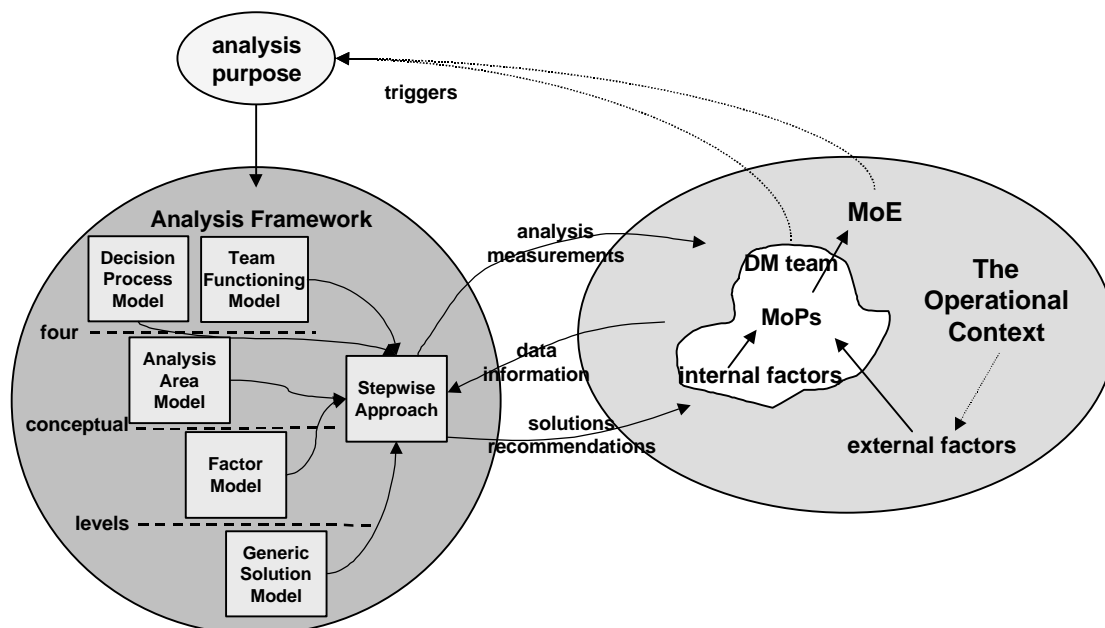 analysis
purpose
triggers
Analysis Framework
Decision
Process
Model
Team
Functioning
Model
four
Analysis
Area
Model
conceptual
Factor
Model
levels
Generic
Solution
Model
Stepwise
Approach
analysis
measurements
data
information
solutions
recommendations
MoE
DM team
MoPs
internal factors
The
Operational
Context
external factors